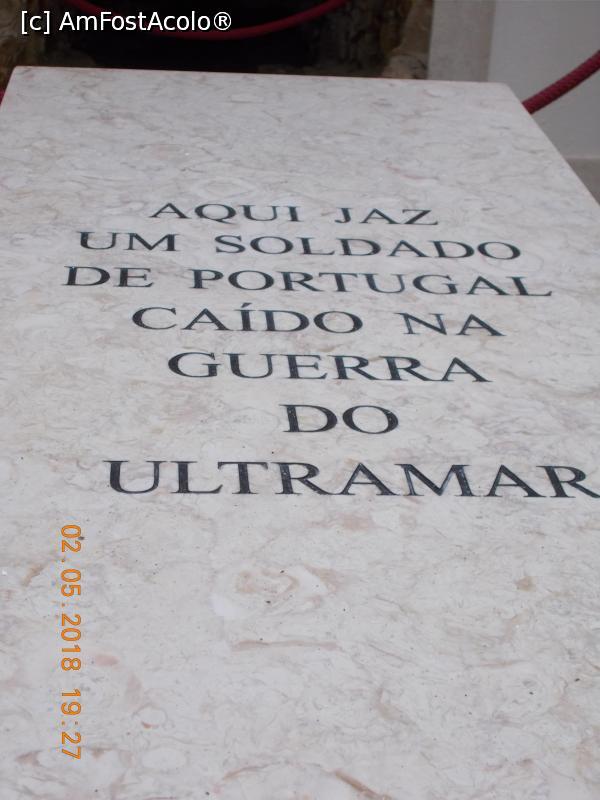 [c] AmFostAcolo®
AQUI JAZ
UM SOLDADO
DE PORTUGAL
CAÍDO NA
GUERRA
DO
ULTRAMAR
02.05.2018 19:27